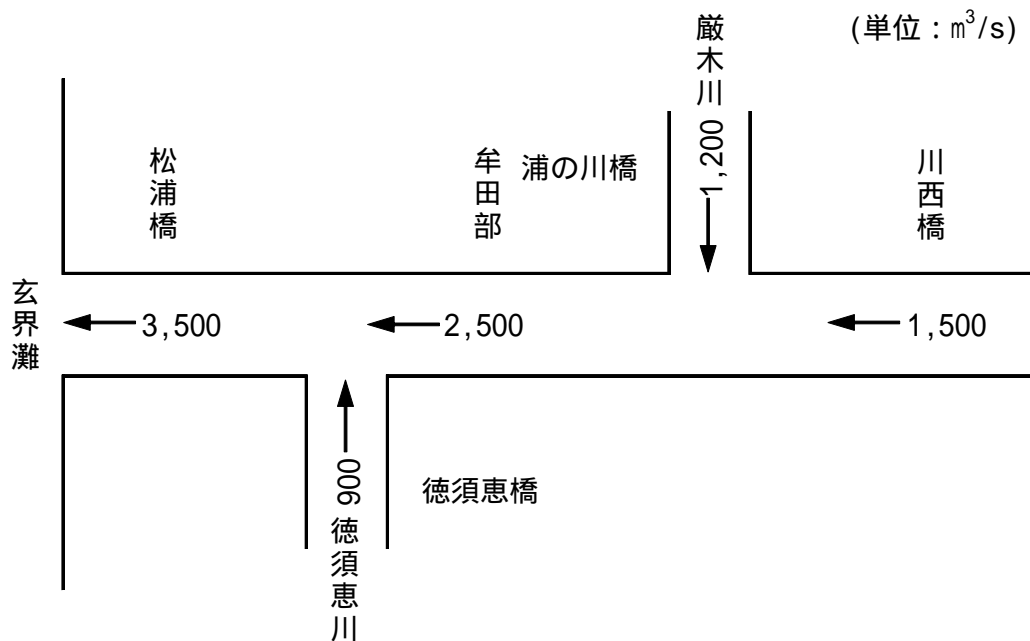 (単位：㎥/s)
厳木川
1,200
松浦橋
牟田部
浦の川橋
川西橋
玄界灘
3,500
2,500
1,500
900
徳須恵川
徳須恵橋